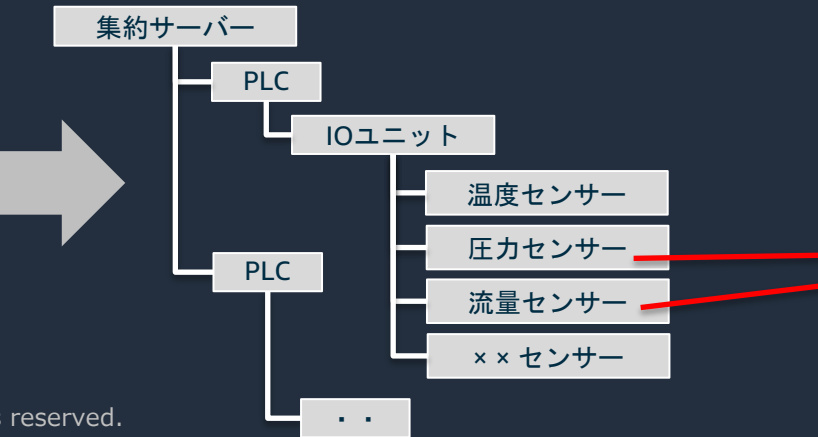 集約サーバー
PLC
IOユニット
温度センサー
圧力センサー
PLC
流量センサー
××センサー
s reserved.
・・